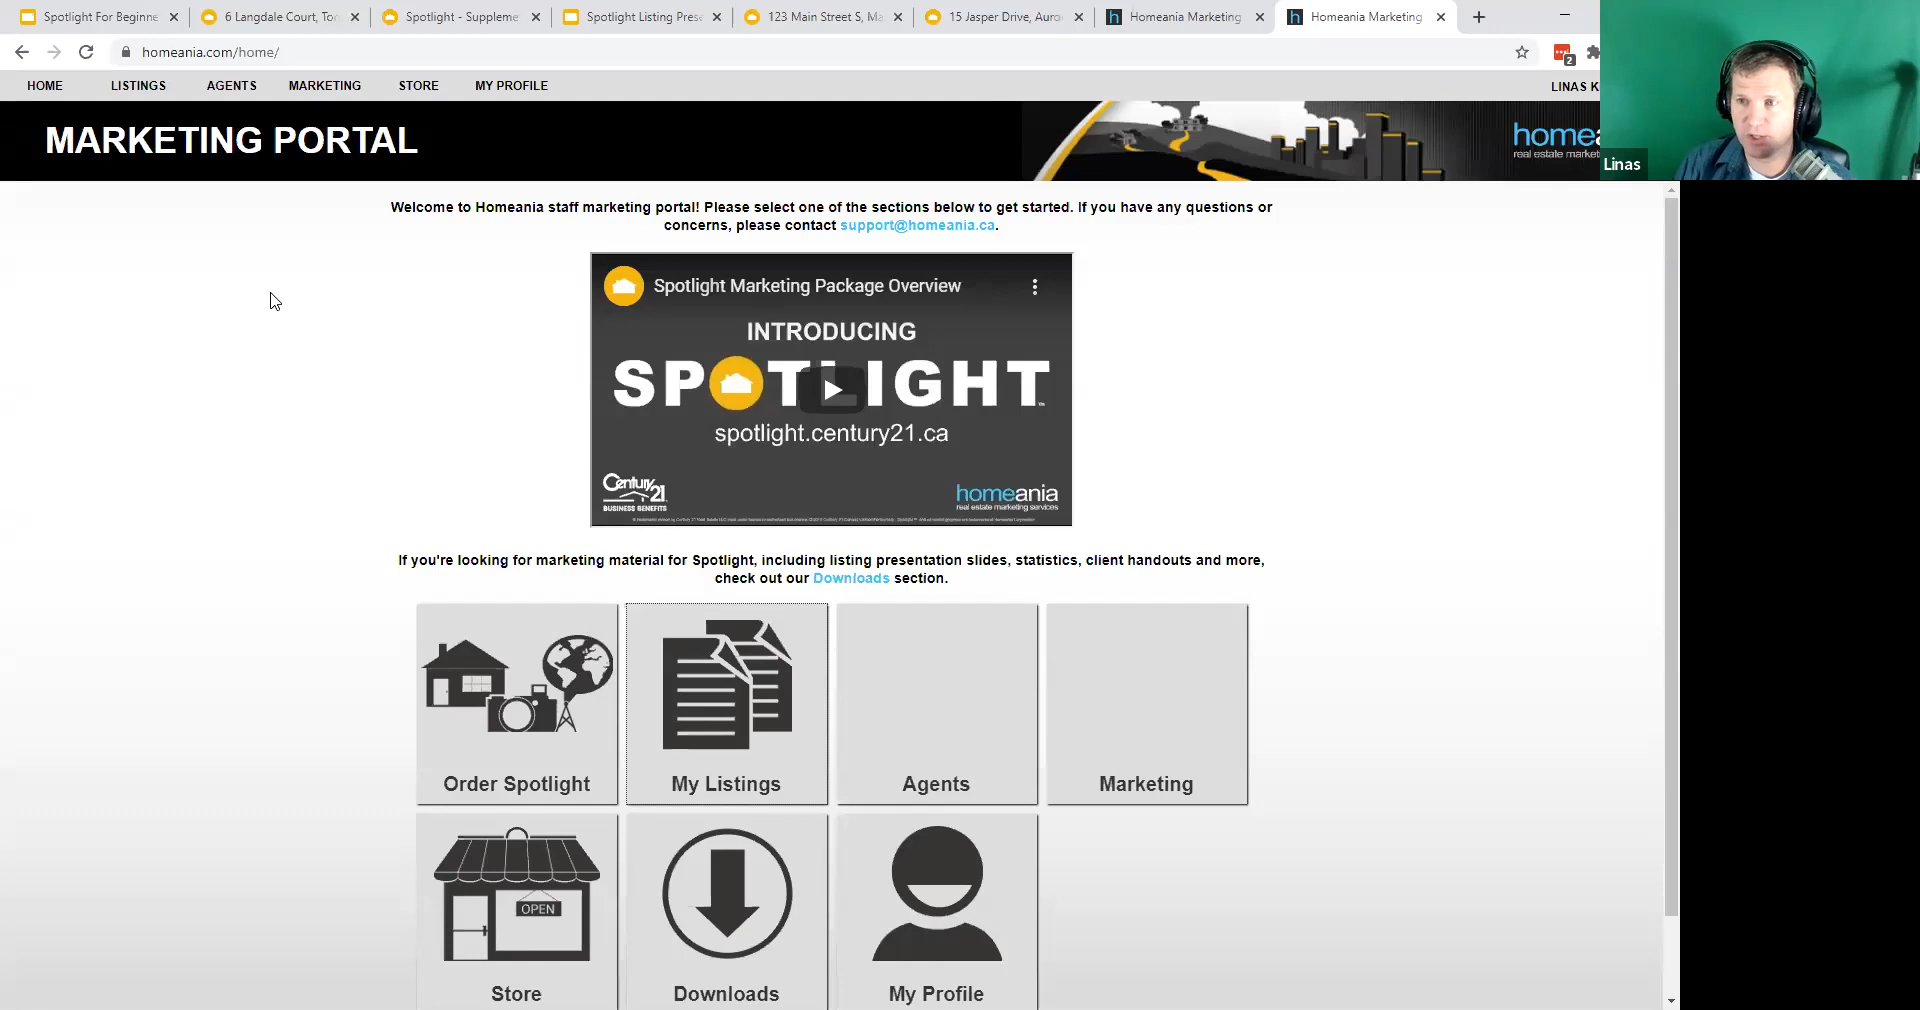 Spotlight For Beginne
6 Langdale Court, To
Spotlight - Suppleme
Spotlight Listing Pres
123 Main Street S, Ma
15 Jasper Drive, Auro
Homeania Marketing
Homeania Marketing
homeania.com/home/
2
HOME LISTINGS AGENTS MARKETING STORE MY PROFILE LINAS K
MARKETING PORTAL
home
real estate market
Linas
Welcome to Homeania staff marketing portal! Please select one of the sections below to get started. If you have any questions or
concerns, please contact support@homeania.ca.
Spotlight Marketing Package Overview
INTRODUCING
SPOTLIGHT
spotlight.century21.ca
Century 21
BUSINESS BENEFITS
homeania
real estate marketing services
If you're looking for marketing material for Spotlight, including listing presentation slides, statistics, client handouts and more,
check out our Downloads section.
Order Spotlight
My Listings
Agents
Marketing
OPEN
Store
Downloads
My Profile